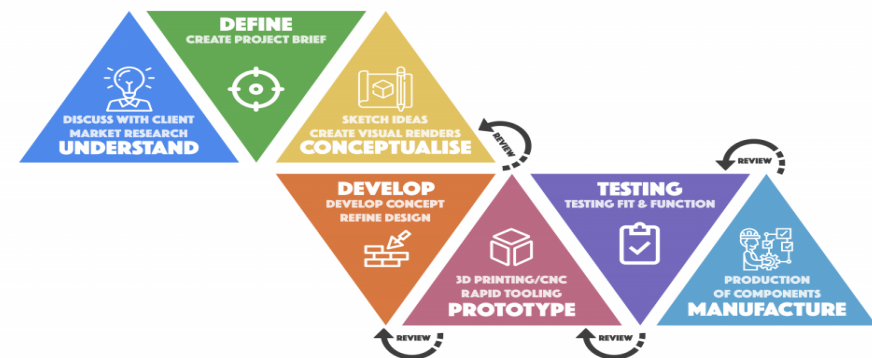 DEFINE
CREATE PROJECT BRIEF
DISCUSS WITH CLIENT
MARKET RESEARCH
UNDERSTAND
SKETCH IDEAS
CREATE VISUAL RENDERS
CONCEPTUALISE
REVIEW
DEVELOP
DEVELOP CONCEPT
REFINE DESIGN
3D PRINTING/CNC
RAPID TOOLING
PROTOTYPE
TESTING
TESTING FIT & FUNCTION
REVIEW
PRODUCTION
OF COMPONENTS
MANUFACTURE
REVIEW
REVIEW